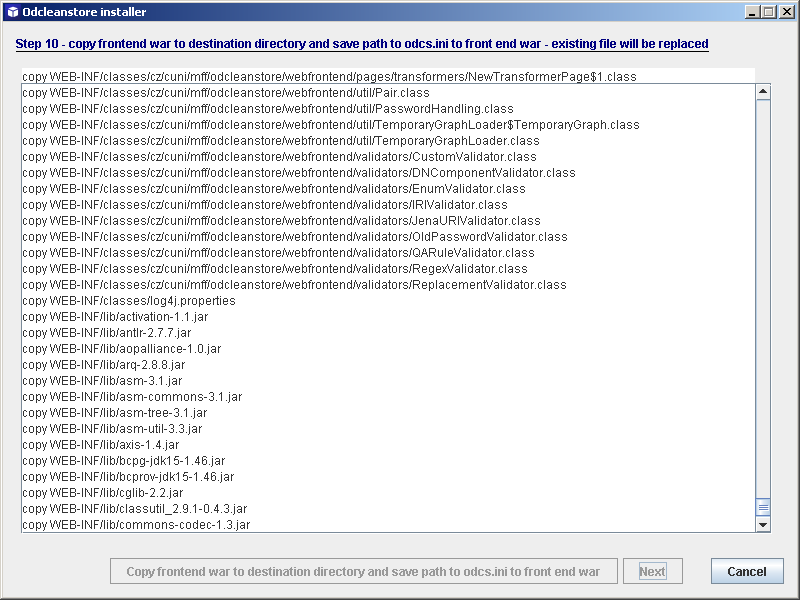 Odcleanstore installer
Step 10 - copy frontend war to destination directory and save path to odcs.ini to front end war - existing file will be replaced
copy WEB-INF/classes/cz/cuni/mff/odcleanstore/webfrontend/pages/transformers/NewTransformerPage$1.class
copy WEB-INF/classes/cz/cuni/mff/odcleanstore/webfrontend/util/Pair.class
copy WEB-INF/classes/cz/cuni/mff/odcleanstore/webfrontend/util/PasswordHandling.class
copy WEB-INF/classes/cz/cuni/mff/odcleanstore/webfrontend/util/TemporaryGraphLoader$TemporaryGraph.class
copy WEB-INF/classes/cz/cuni/mff/odcleanstore/webfrontend/util/TemporaryGraphLoader.class
copy WEB-INF/classes/cz/cuni/mff/odcleanstore/webfrontend/validators/CustomValidator.class
copy WEB-INF/classes/cz/cuni/mff/odcleanstore/webfrontend/validators/DNComponentValidator.class
copy WEB-INF/classes/cz/cuni/mff/odcleanstore/webfrontend/validators/EnumValidator.class
copy WEB-INF/classes/cz/cuni/mff/odcleanstore/webfrontend/validators/IRIValidator.class
copy WEB-INF/classes/cz/cuni/mff/odcleanstore/webfrontend/validators/JenaURIValidator.class
copy WEB-INF/classes/cz/cuni/mff/odcleanstore/webfrontend/validators/OldPasswordValidator.class
copy WEB-INF/classes/cz/cuni/mff/odcleanstore/webfrontend/validators/QARuleValidator.class
copy WEB-INF/classes/cz/cuni/mff/odcleanstore/webfrontend/validators/RegexValidator.class
copy WEB-INF/classes/cz/cuni/mff/odcleanstore/webfrontend/validators/ReplacementValidator.class
copy WEB-INF/classes/log4j.properties
copy WEB-INF/lib/activation-1.1.jar
copy WEB-INF/lib/antlr-2.7.7.jar
copy WEB-INF/lib/aopalliance-1.0.jar
copy WEB-INF/lib/arq-2.8.8.jar
copy WEB-INF/lib/asm-3.1.jar
copy WEB-INF/lib/asm-commons-3.1.jar
copy WEB-INF/lib/asm-tree-3.1.jar
copy WEB-INF/lib/asm-util-3.3.jar
copy WEB-INF/lib/axis-1.4.jar
copy WEB-INF/lib/bcpg-jdk15-1.46.jar
copy WEB-INF/lib/bcprov-jdk15-1.46.jar
copy WEB-INF/lib/cglib-2.2.jar
copy WEB-INF/lib/classutil_2.9.1-0.4.3.jar
copy WEB-INF/lib/commons-codec-1.3.jar
Copy frontend war to destination directory and save path to odcs.ini to front end war
Next
Cancel